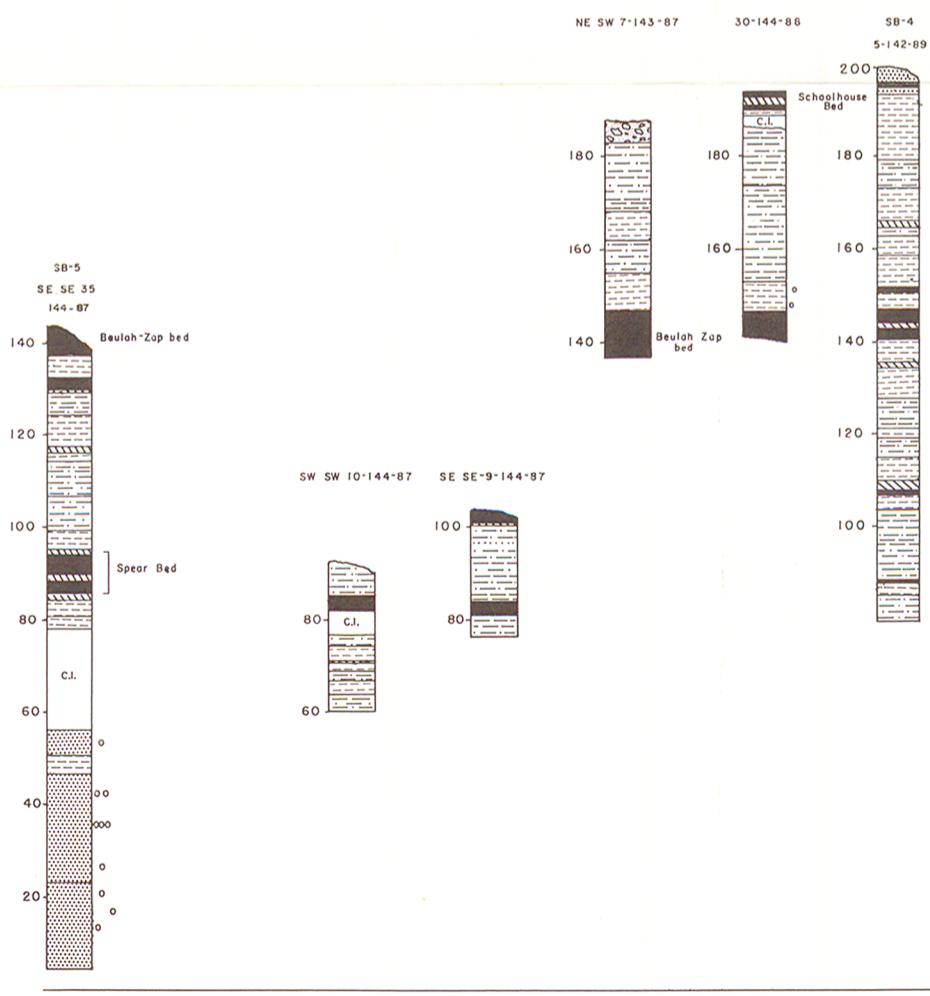 NE SW 7-143-87
30-144-88
SB-4
5-142-89
200
Schoolhouse
Bed
C.I.
180
180
180
160
160
160
SB-5
SE SE 35
144-87
140
Beulah-Zap bed
140
Beulah Zap
bed
140
120
120
SW SW 10-144-87
SE SE-9-144-87
100
100
100
Spear Bed
80
80
C.I.
80
C.I.
60
60
40
20